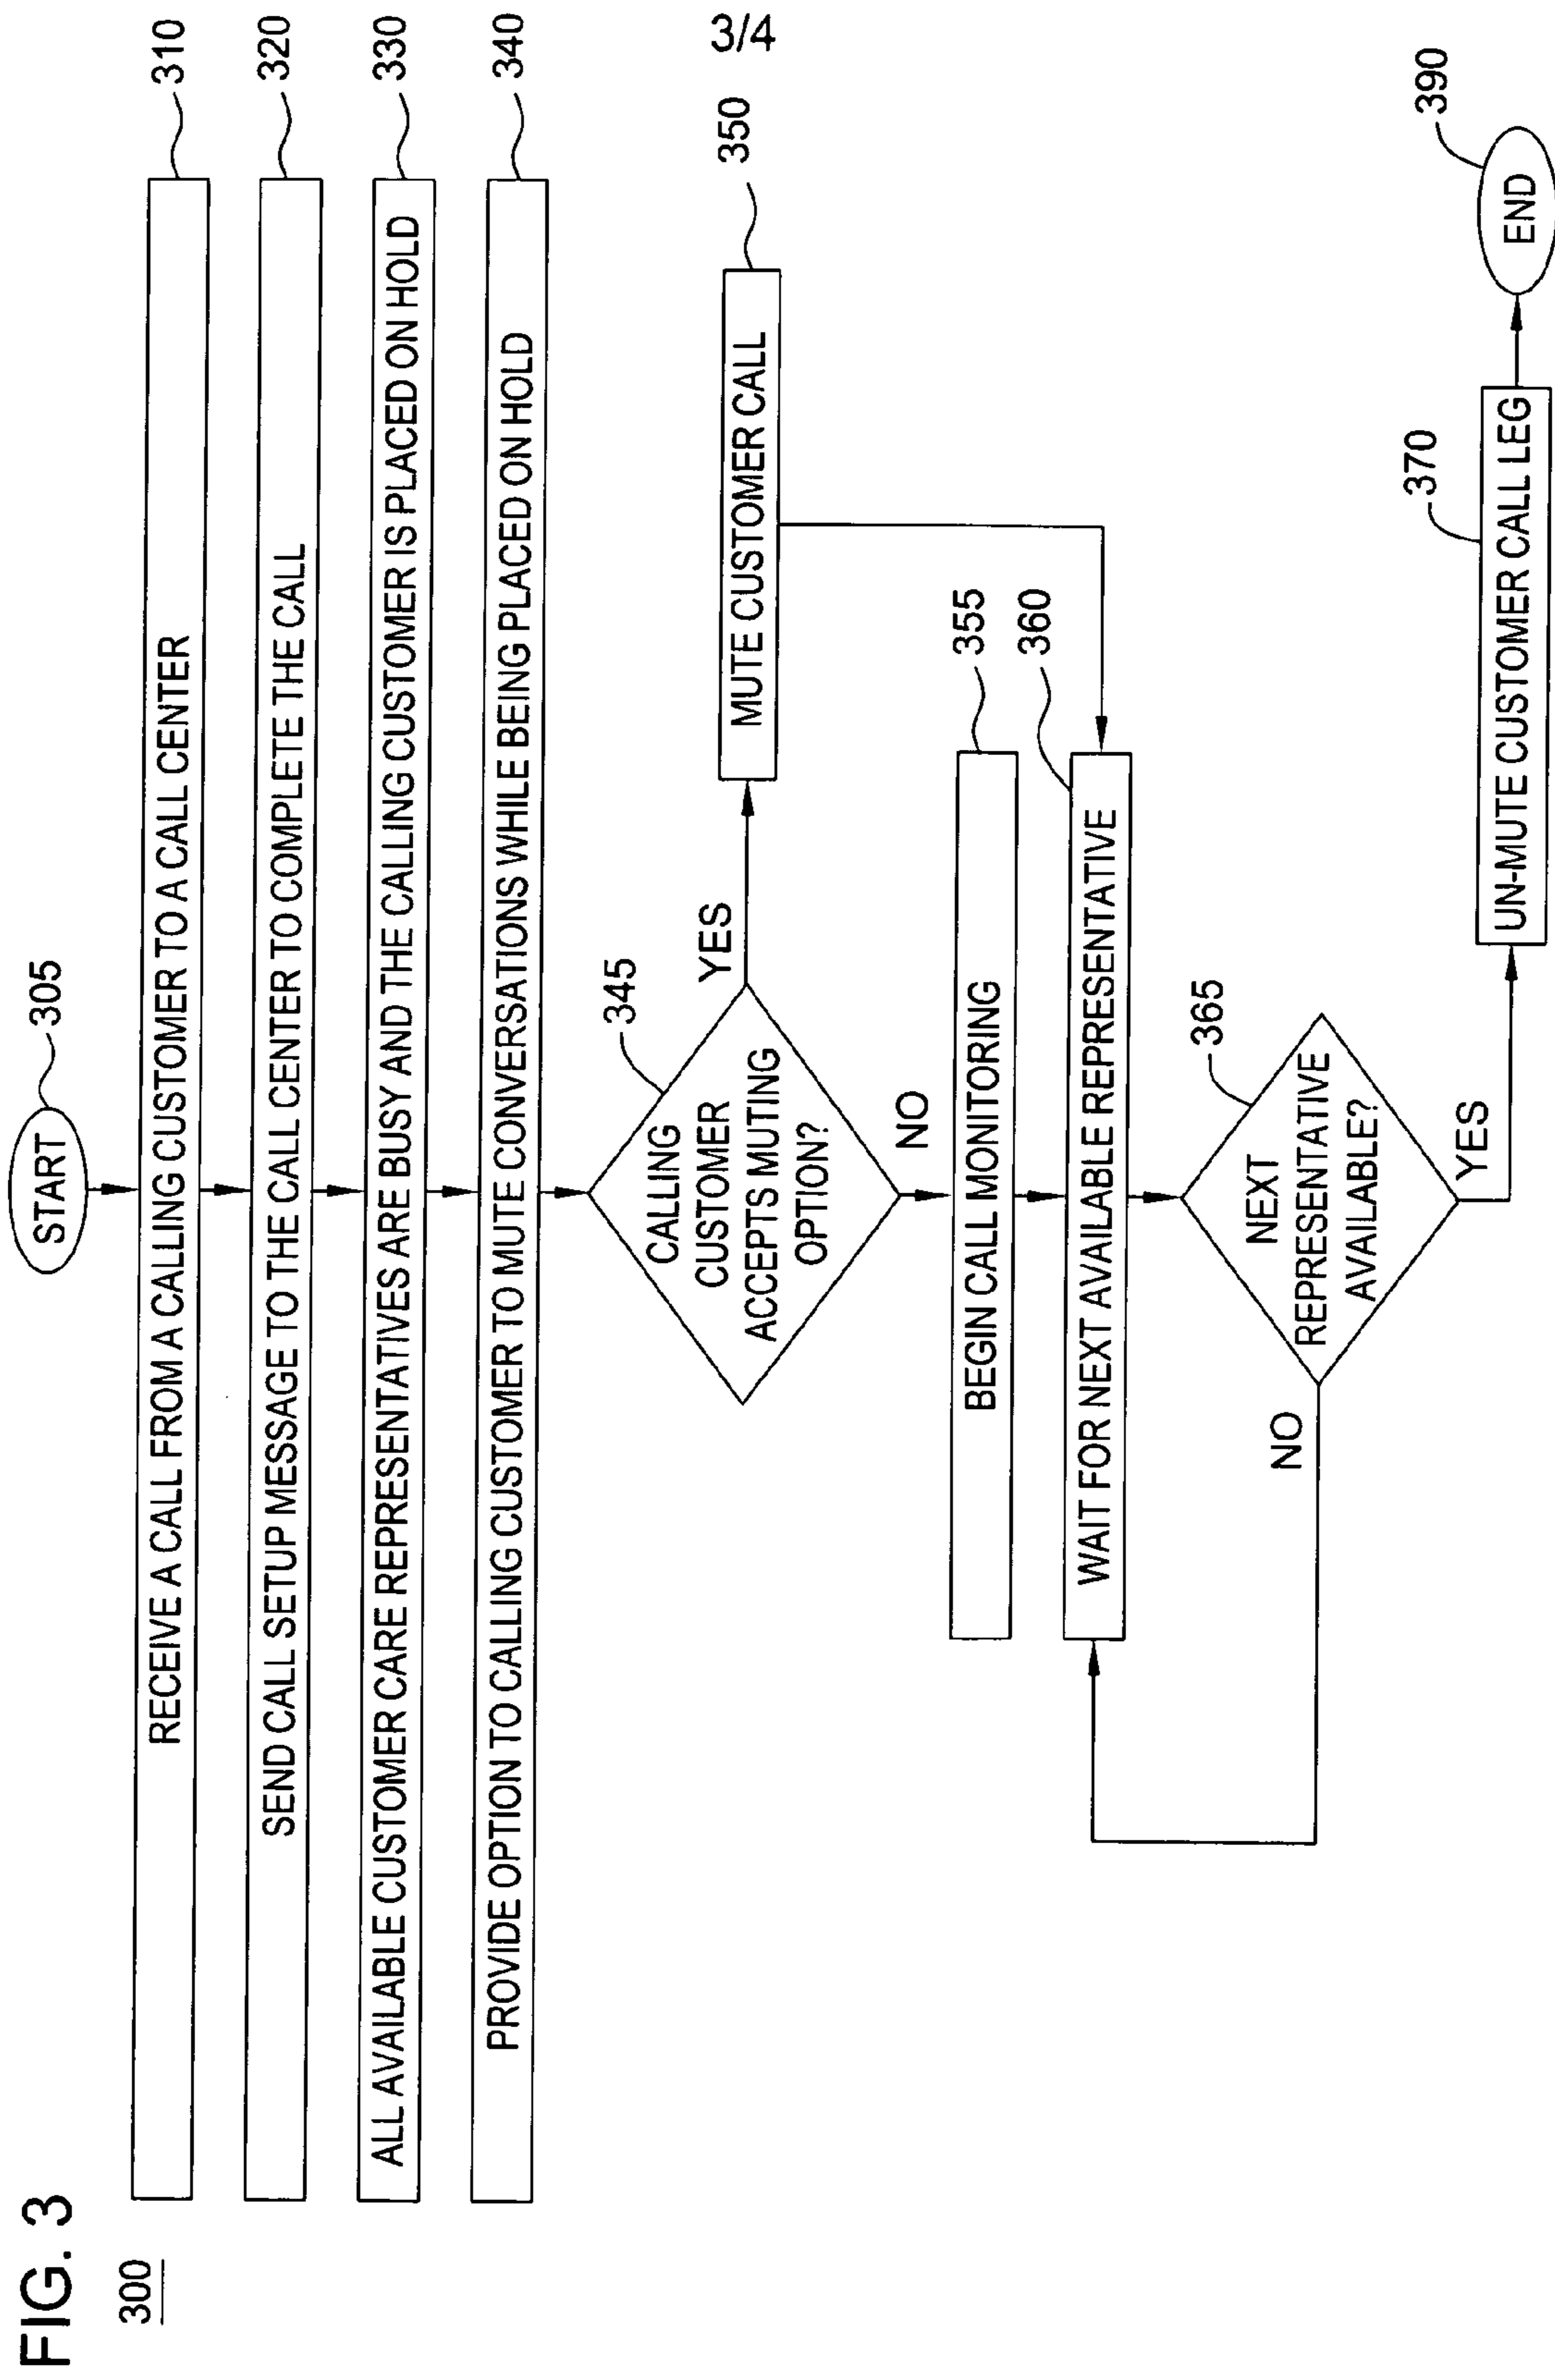 FIG. 3
300
START
305
RECEIVE A CALL FROM A CALLING CUSTOMER TO A CALL CENTER
310
SEND CALL SETUP MESSAGE TO THE CALL CENTER TO COMPLETE THE CALL
320
ALL AVAILABLE CUSTOMER CARE REPRESENTATIVES ARE BUSY AND THE CALLING CUSTOMER IS PLACED ON HOLD
330
PROVIDE OPTION TO CALLING CUSTOMER TO MUTE CONVERSATIONS WHILE BEING PLACED ON HOLD
340
3/4
345
CALLING
CUSTOMER
ACCEPTS MUTING
OPTION?
YES
MUTE CUSTOMER CALL
350
NO
BEGIN CALL MONITORING
355
WAIT FOR NEXT AVAILABLE REPRESENTATIVE
360
365
NEXT
REPRESENTATIVE
AVAILABLE?
NO
YES
UN-MUTE CUSTOMER CALL LEG
370
END
390